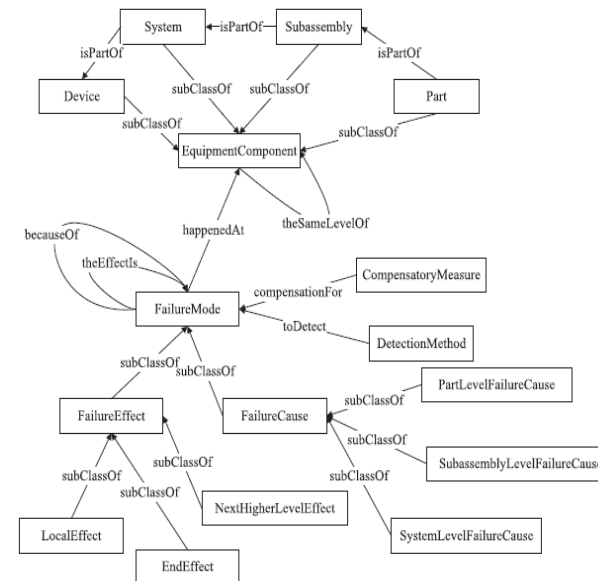 System
isPartOf
Subassembly
isPartOf
isPartOf
Device
subClassOf
subClassOf
Part
subClassOf
subClassOf
EquipmentComponent
theSameLevelOf
happenedAt
becauseOf
theEffectIs
CompensatoryMeasure
compensationFor
FailureMode
toDetect
DetectionMethod
subClassOf
subClassOf
PartLevelFailureCause
subClassOf
FailureEffect
FailureCause
subClassOf
SubassemblyLevelFailureCause
subClassOf
subClassOf
subClassOf
subClassOf
NextHigherLevelEffect
LocalEffect
SystemLevelFailureCause
EndEffect